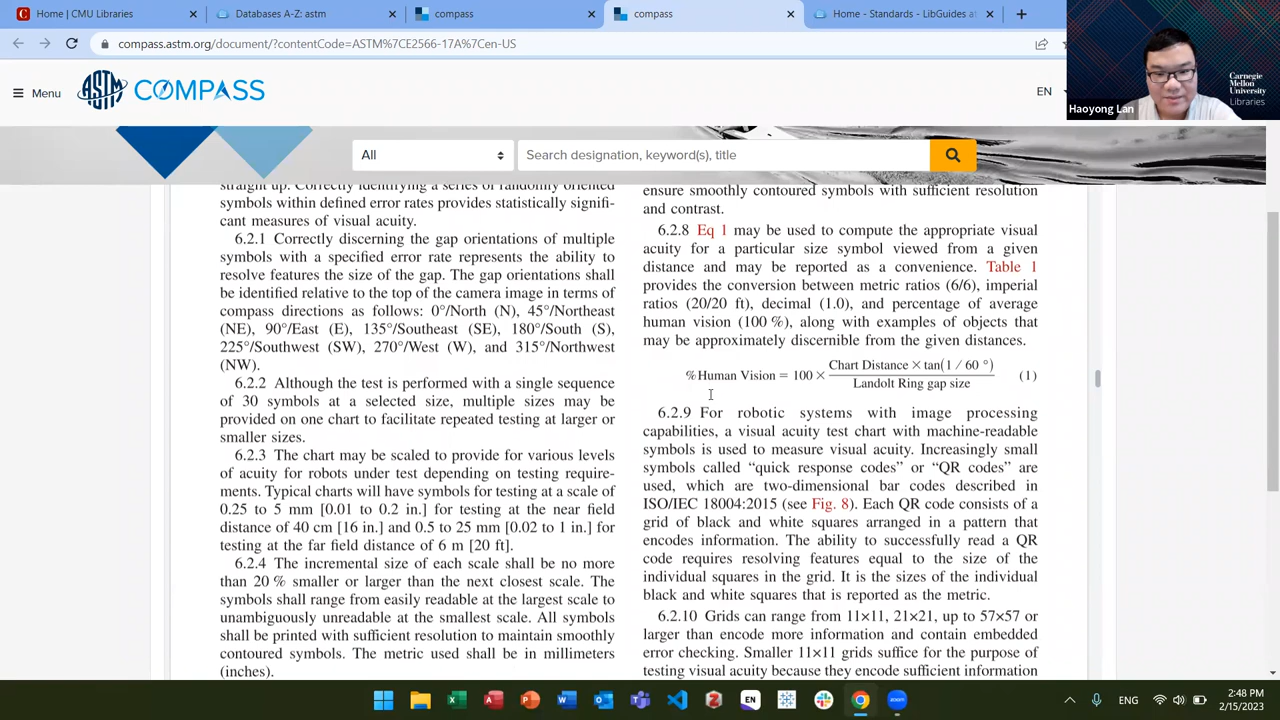 CMU Libraries | Home
Databases A-Z: astm
compass
compass
Home - Standards - LibGuides at
compass.astm.org/document/?contentCode=ASTM%7CE2566-17A%7Cen-US
Menu
ASTM
COMPASS
EN
Carnegie
Mellon
University
Libraries
Haoyong Lan
All
Search designation, keyword(s), title
straight up. Correctly identifying a series of randomly oriented
symbols within defined error rates provides statistically signifi-
cant measures of visual acuity.
6.2.1 Correctly discerning the gap orientations of multiple
symbols with a specified error rate represents the ability to
resolve features the size of the gap. The gap orientations shall
be identified relative to the top of the camera image in terms of
compass directions as follows: 0°/North (N), 45°/Northeast
(NE), 90°/East (E), 135°/Southeast (SE), 180°/South (S),
225°/Southwest (SW), 270°/West (W), and 315°/Northwest
(NW).
6.2.2 Although the test is performed with a single sequence
of 30 symbols at a selected size, multiple sizes may be
provided on one chart to facilitate repeated testing at larger or
smaller sizes.
6.2.3 The chart may be scaled to provide for various levels
of acuity for robots under test depending on testing require-
ments. Typical charts will have symbols for testing at a scale of
0.25 to 5 mm [0.01 to 0.2 in.] for testing at the near field
distance of 40 cm [16 in.] and 0.5 to 25 mm [0.02 to 1 in.] for
testing at the far field distance of 6 m [20 ft].
6.2.4 The incremental size of each scale shall be no more
than 20 % smaller or larger than the next closest scale. The
symbols shall range from easily readable at the largest scale to
unambiguously unreadable at the smallest scale. All symbols
shall be printed with sufficient resolution to maintain smoothly
contoured symbols. The metric used shall be in millimeters
(inches).
ensure smoothly contoured symbols with sufficient resolution
and contrast.
6.2.8 Eq 1 may be used to compute the appropriate visual
acuity for a particular size symbol viewed from a given
distance and may be reported as a convenience. Table 1
provides the conversion between metric ratios (6/6), imperial
ratios (20/20 ft), decimal (1.0), and percentage of average
human vision (100 %), along with examples of objects that
may be approximately discernible from the given distances.
%Human Vision = 100 × Chart Distance × tan(1 / 60 °) (1)
Landolt Ring gap size
6.2.9 For robotic systems with image processing
capabilities, a visual acuity test chart with machine-readable
symbols is used to measure visual acuity. Increasingly small
symbols called “quick response codes” or “QR codes” are
used, which are two-dimensional bar codes described in
ISO/IEC 18004:2015 (see Fig. 8). Each QR code consists of a
grid of black and white squares arranged in a pattern that
encodes information. The ability to successfully read a QR
code requires resolving features equal to the size of the
individual squares in the grid. It is the sizes of the individual
black and white squares that is reported as the metric.
6.2.10 Grids can range from 11×11, 21×21, up to 57×57 or
larger than encode more information and contain embedded
error checking. Smaller 11×11 grids suffice for the purpose of
testing visual acuity because they encode sufficient information
EN
zoom
ENG
2:48 PM
2/15/2023